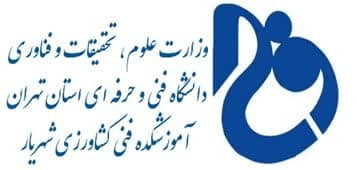 وزارت علوم، تحقیقات و فناوری
دانشگاه فنی و حرفه ای استان تهران
آموزشکده فنی کشاورزی شهریار